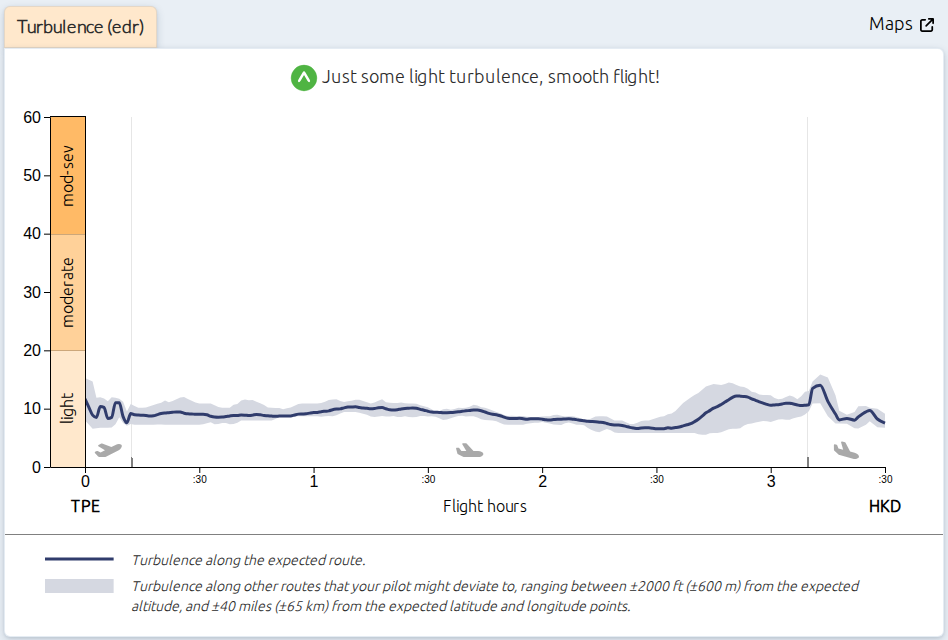 Turbulence (edr)
Maps
Just some light turbulence, smooth flight!
60
50
40
30
20
10
0
mod-sev
moderate
light
0
:30
1
:30
2
:30
3
:30
TPE
Flight hours
HKD
Turbulence along the expected route.
Turbulence along other routes that your pilot might deviate to, ranging between ±2000 ft (±600 m) from the expected
altitude, and ±40 miles (±65 km) from the expected latitude and longitude points.